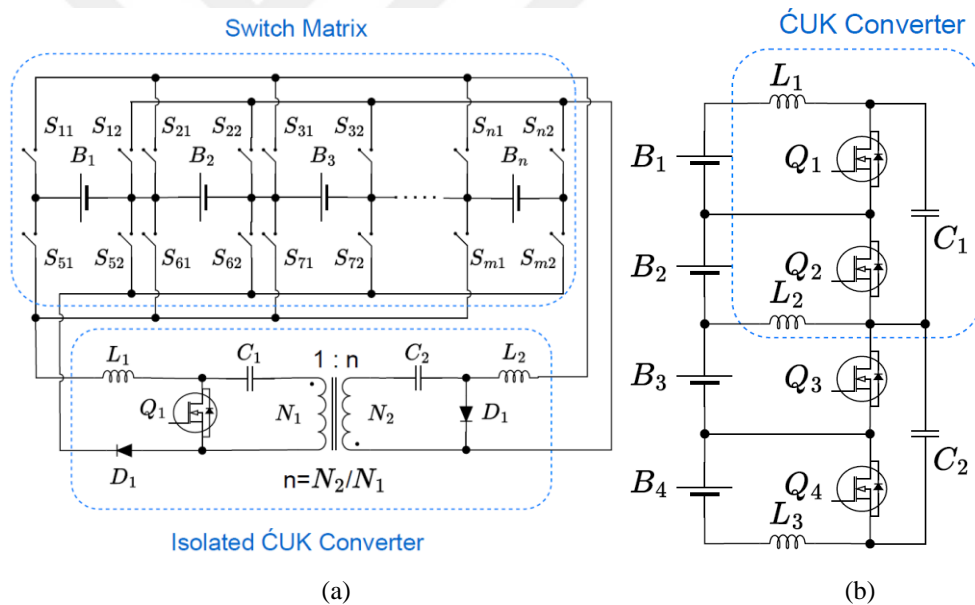 Switch Matrix
S11 S12 S21 S22 S31 S32 Sn1 Sn2
B1 B2 B3 Bn
S51 S52 S61 S62 S71 S72 Sm1 Sm2
L1 C1 1 : n C2 L2
Q1 N1 N2 D1
D1 n=N2/N1
Isolated ĆUK Converter
(a)
ĆUK Converter
L1
B1 Q1
C1
B2 Q2
L2
B3 Q3
C2
B4 Q4
L3
(b)